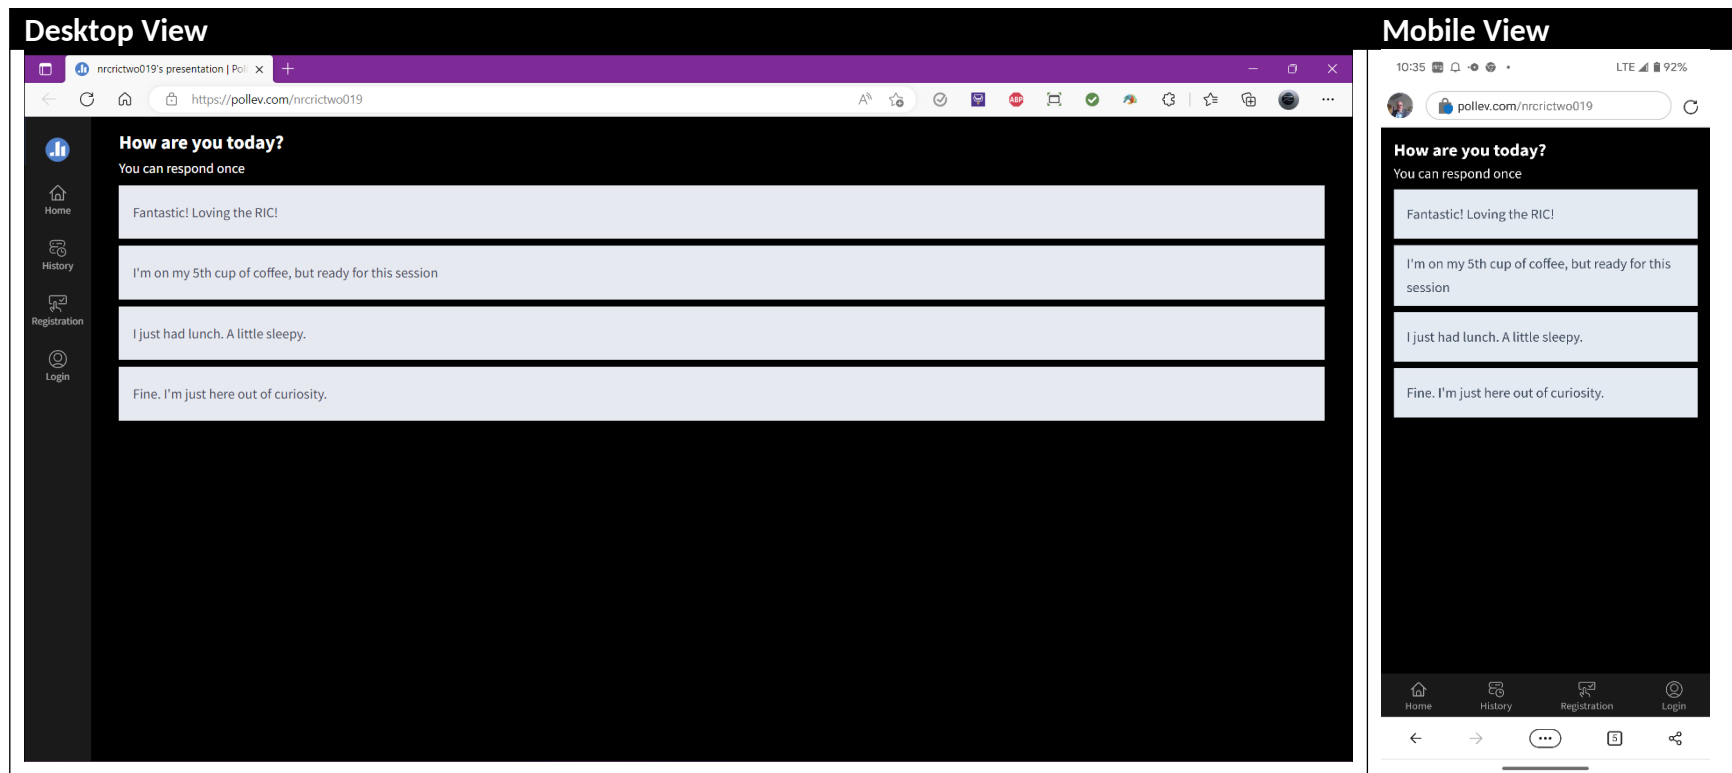 Desktop View
nrcrictwo019's presentation | Pol
https://pollev.com/nrcrictwo019
ABP
Home
History
Registration
Login
How are you today?
You can respond once
Fantastic! Loving the RIC!
I'm on my 5th cup of coffee, but ready for this session
I just had lunch. A little sleepy.
Fine. I'm just here out of curiosity.
Mobile View
10:35
LTE 92%
pollev.com/nrcrictwo019
How are you today?
You can respond once
Fantastic! Loving the RIC!
I'm on my 5th cup of coffee, but ready for this
session
I just had lunch. A little sleepy.
Fine. I'm just here out of curiosity.
Home History Registration Login
5